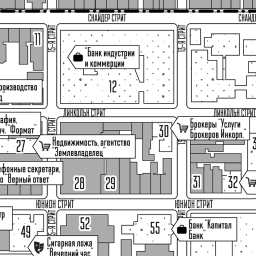 СНАЙДЕР СТРИТ
СНАЙДЕ
11
Банк индустрии
и коммерции
12
роизводство
ЛИНКОЛЬН СТРИТ
ЛИНКОЛЬН СТРИТ
30
Брокеры Услуги
Брокеров Инкорп.
Формат
27
Недвижимость, агентство
Землевладелец
фонные секретари,
Верный ответ
28
29
31
32
ЮНИОН СТРИТ
ЮНИОН СТРИТ
49
52
55
Банк Капитал
Банк
Сигарная ложа
Вечерний час